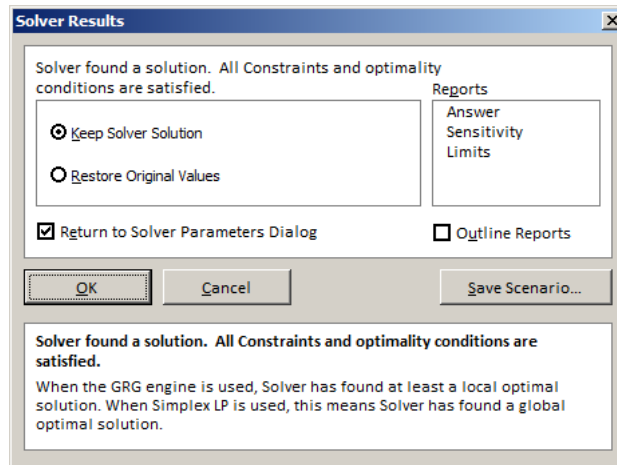 Solver Results
Solver found a solution.  All Constraints and optimality
conditions are satisfied.
Reports
Keep Solver Solution
Restore Original Values
Answer
Sensitivity
Limits
Return to Solver Parameters Dialog
Outline Reports
OK
Cancel
Save Scenario...
Solver found a solution.  All Constraints and optimality conditions are
satisfied.
When the GRG engine is used, Solver has found at least a local optimal
solution. When Simplex LP is used, this means Solver has found a global
optimal solution.